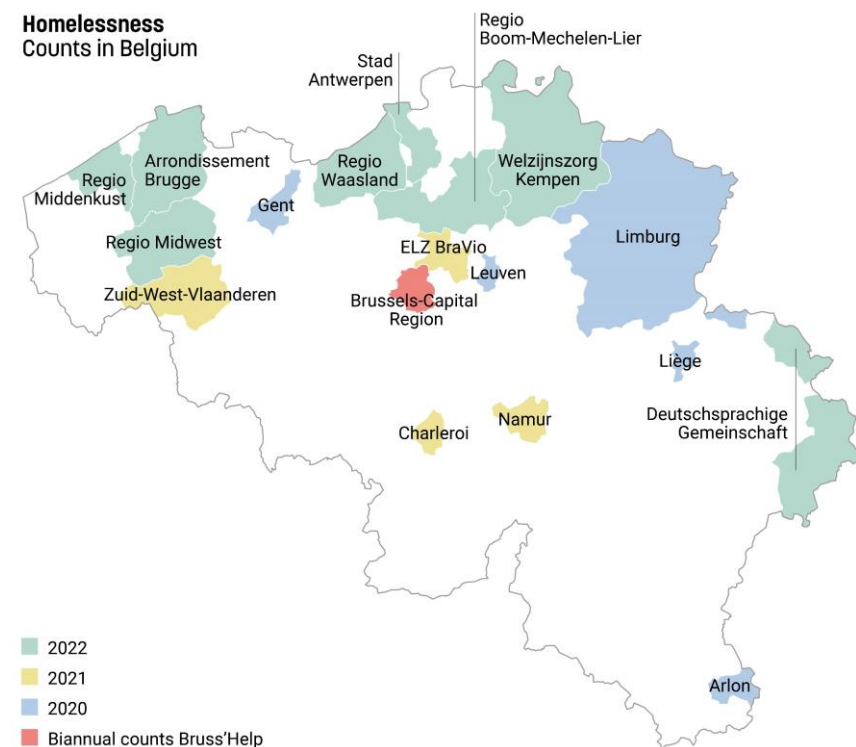 Homelessness
Counts in Belgium
Regio
Boom-Mechelen-Lier
Stad
Antwerpen
Arrondissement
Brugge
Regio
Middenkust
Regio
Waasland
Welzijnszorg
Kempen
Gent
Regio Midwest
Limburg
ELZ BraVio
Leuven
Zuid-West-Vlaanderen
Brussels-Capital
Region
Liège
Deutschsprachige
Gemeinschaft
Charleroi
Namur
Arlon
2022
2021
2020
Biannual counts Bruss'Help